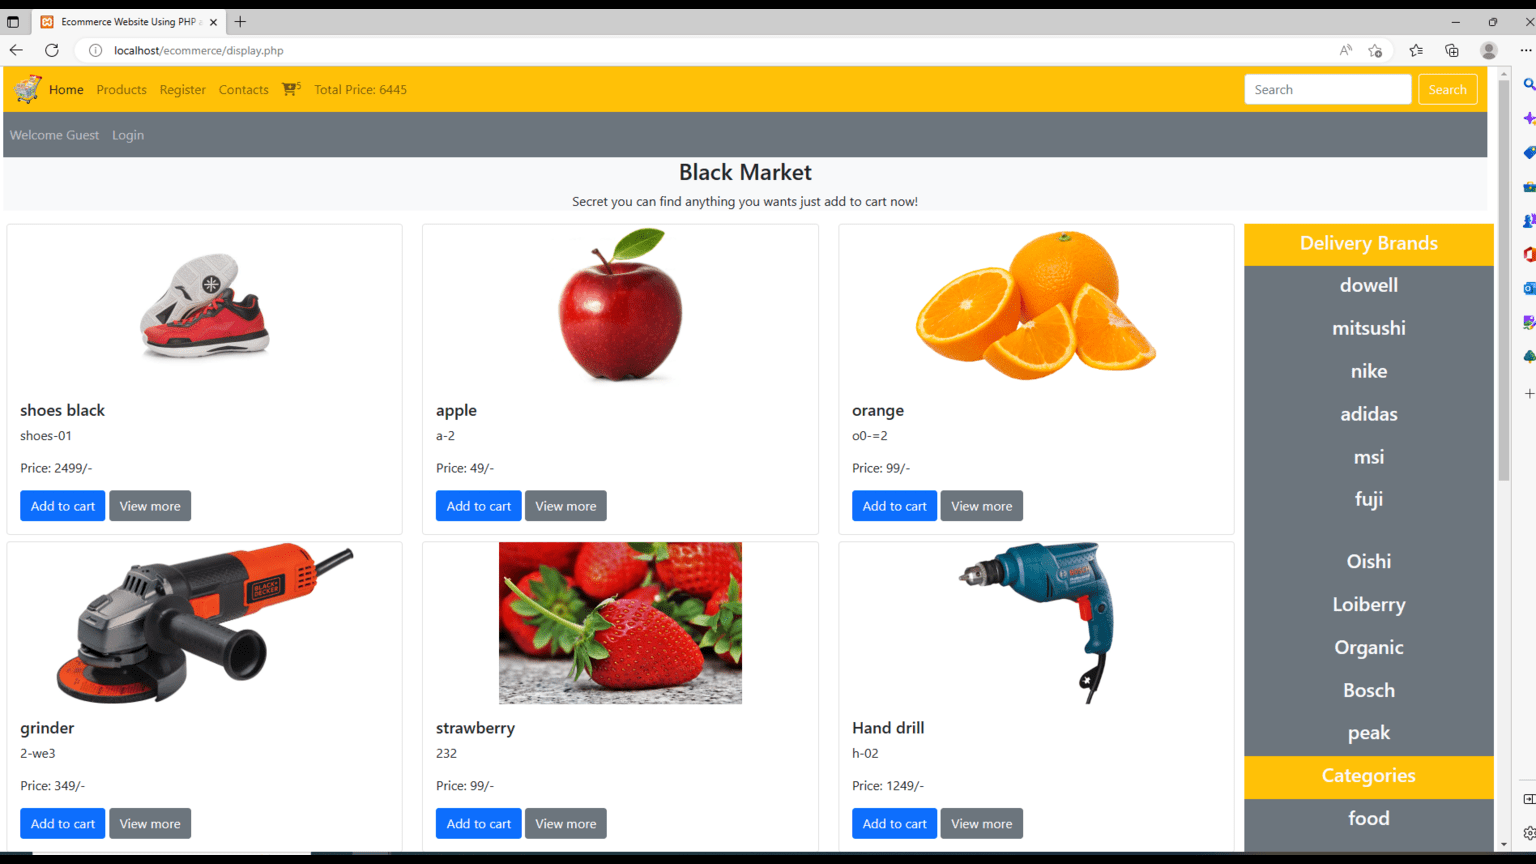 Ecommerce Website Using PHP a
localhost/ecommerce/display.php
Home Products Register Contacts 5 Total Price: 6445
Search Search
Welcome Guest Login
Black Market
Secret you can find anything you wants just add to cart now!
shoes black
shoes-01
Price: 2499/-
Add to cart View more
apple
a-2
Price: 49/-
Add to cart View more
orange
o0-=2
Price: 99/-
Add to cart View more
BLACK+
DECKER
grinder
2-we3
Price: 349/-
Add to cart View more
strawberry
232
Price: 99/-
Add to cart View more
Hand drill
h-02
Price: 1249/-
Add to cart View more
Delivery Brands
dowell
mitsushi
nike
adidas
msi
fuji
Oishi
Loiberry
Organic
Bosch
peak
Categories
food